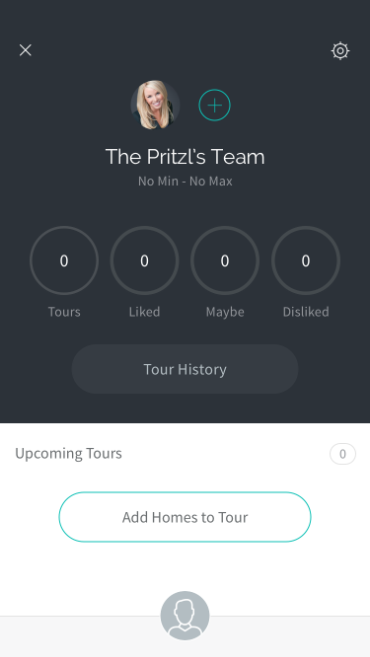 The Pritzl's Team
No Min - No Max
0 0 0 0
Tours Liked Maybe Disliked
Tour History
Upcoming Tours 0
Add Homes to Tour